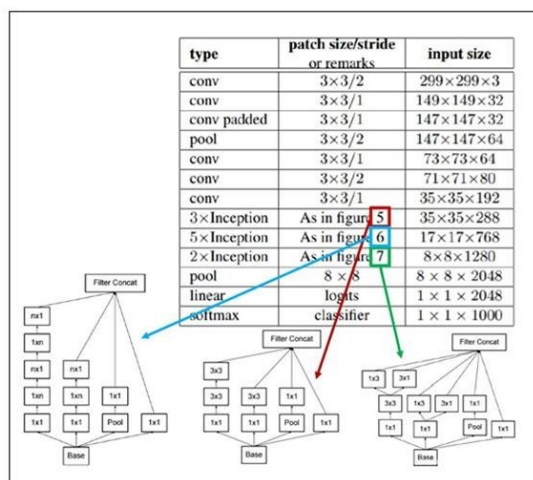 type patch size/stride or remarks input size
conv 3×3/2 299×299×3
conv 3×3/1 149×149×32
conv padded 3×3/1 147×147×32
pool 3×3/2 147×147×64
conv 3×3/1 73×73×64
conv 3×3/2 71×71×80
conv 3×3/1 35×35×192
3×Inception As in figure 5 35×35×288
5×Inception As in figure 6 17×17×768
2×Inception As in figure 7 8×8×1280
pool 8 × 8 8 × 8 × 2048
linear logits 1 × 1 × 2048
softmax classifier 1 × 1 × 1000
Filter Concat
nx1
1xn
nx1 nx1
1xn 1xn 1x1
1x1 1x1 Pool 1x1
Base
Filter Concat
3x3
3x3 3x3 1x1
1x1 1x1 Pool 1x1
Base
Filter Concat
1x3 3x1
3x3 1x3 3x1 1x1
1x1 1x1 Pool 1x1
Base